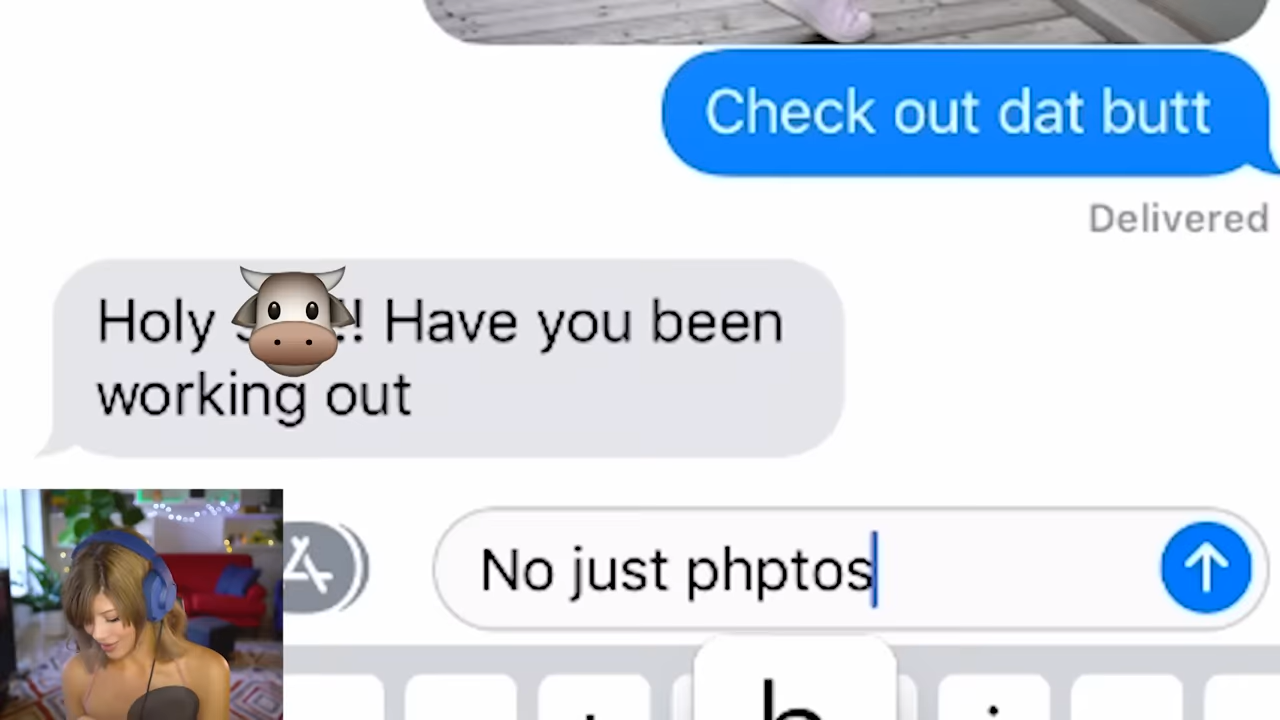 Check out dat butt
Delivered
Holy !! Have you been
working out
No just phptos
h